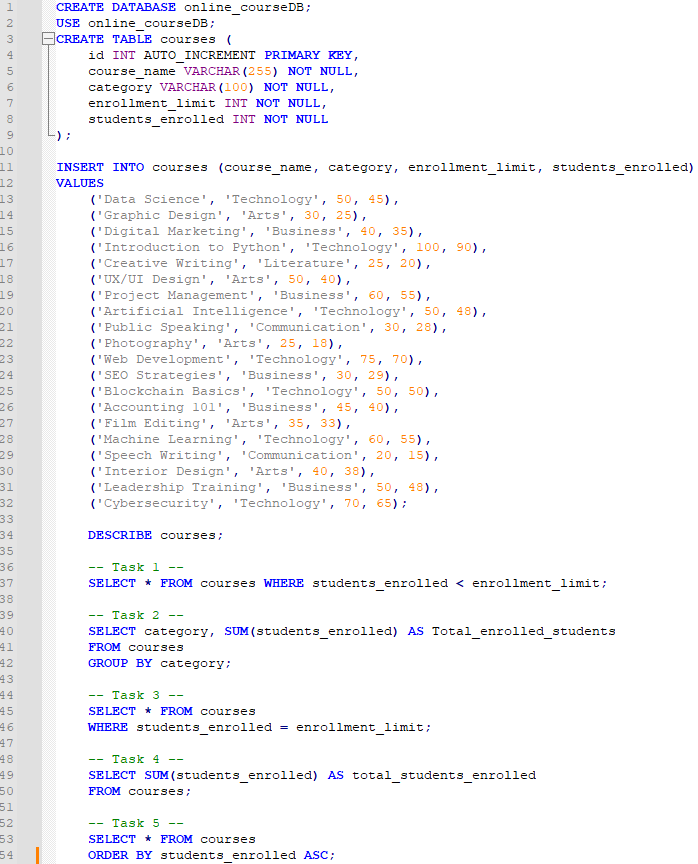 1 CREATE DATABASE online_courseDB;
2 USE online_courseDB;
3 CREATE TABLE courses (
4 id INT AUTO_INCREMENT PRIMARY KEY,
5 course_name VARCHAR(255) NOT NULL,
6 category VARCHAR(100) NOT NULL,
7 enrollment_limit INT NOT NULL,
8 students_enrolled INT NOT NULL
9 );
10
11 INSERT INTO courses (course_name, category, enrollment_limit, students_enrolled)
12 VALUES
13 ('Data Science', 'Technology', 50, 45),
14 ('Graphic Design', 'Arts', 30, 25),
15 ('Digital Marketing', 'Business', 40, 35),
16 ('Introduction to Python', 'Technology', 100, 90),
17 ('Creative Writing', 'Literature', 25, 20),
18 ('UX/UI Design', 'Arts', 50, 40),
19 ('Project Management', 'Business', 60, 55),
20 ('Artificial Intelligence', 'Technology', 50, 48),
21 ('Public Speaking', 'Communication', 30, 28),
22 ('Photography', 'Arts', 25, 18),
23 ('Web Development', 'Technology', 75, 70),
24 ('SEO Strategies', 'Business', 30, 29),
25 ('Blockchain Basics', 'Technology', 50, 50),
26 ('Accounting 101', 'Business', 45, 40),
27 ('Film Editing', 'Arts', 35, 33),
28 ('Machine Learning', 'Technology', 60, 55),
29 ('Speech Writing', 'Communication', 20, 15),
30 ('Interior Design', 'Arts', 40, 38),
31 ('Leadership Training', 'Business', 50, 48),
32 ('Cybersecurity', 'Technology', 70, 65);
33
34 DESCRIBE courses;
35
36 -- Task 1 --
37 SELECT * FROM courses WHERE students_enrolled < enrollment_limit;
38
39 -- Task 2 --
40 SELECT category, SUM(students_enrolled) AS Total_enrolled_students
41 FROM courses
42 GROUP BY category;
43
44 -- Task 3 --
45 SELECT * FROM courses
46 WHERE students_enrolled = enrollment_limit;
47
48 -- Task 4 --
49 SELECT SUM(students_enrolled) AS total_students_enrolled
50 FROM courses;
51
52 -- Task 5 --
53 SELECT * FROM courses
54 ORDER BY students_enrolled ASC;